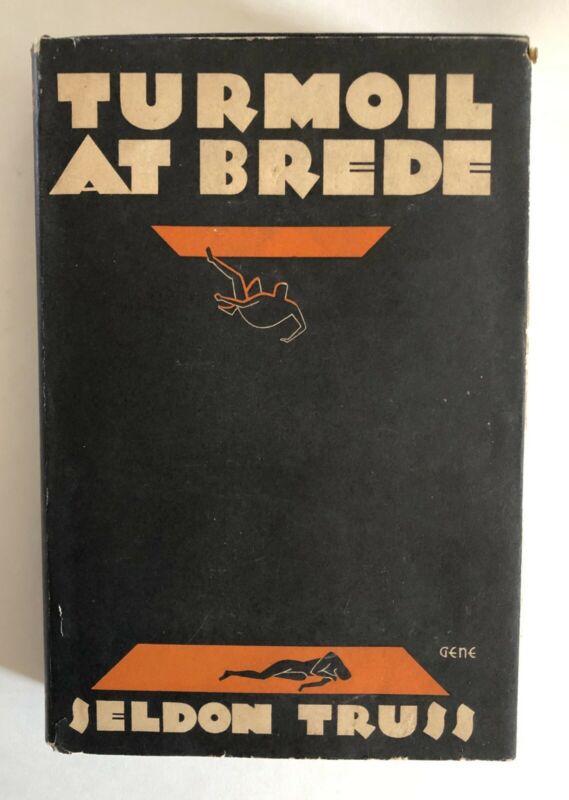 TURMOIL
AT BREDE
GENE
SELDON TRUSS